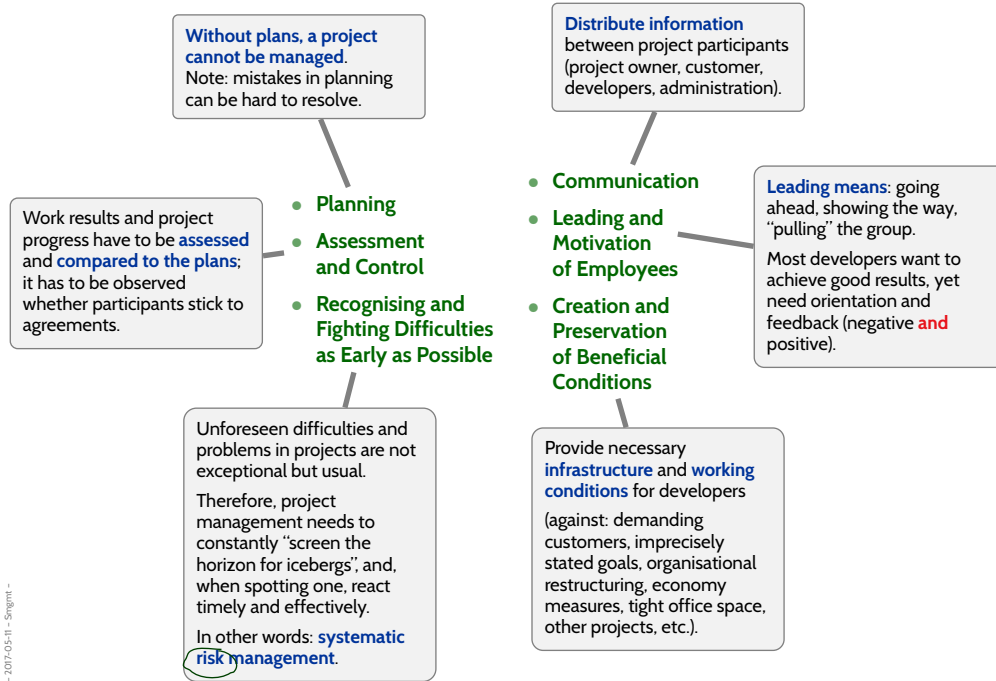 Without plans, a project
cannot be managed.
Note: mistakes in planning
can be hard to resolve.
Distribute information
between project participants
(project owner, customer,
developers, administration).
Work results and project
progress have to be assessed
and compared to the plans;
it has to be observed
whether participants stick to
agreements.
• Planning
• Assessment
and Control
• Recognising and
Fighting Difficulties
as Early as Possible
• Communication
• Leading and
Motivation
of Employees
• Creation and
Preservation
of Beneficial
Conditions
Leading means: going
ahead, showing the way,
“pulling” the group.
Most developers want to
achieve good results, yet
need orientation and
feedback (negative and
positive).
Unforeseen difficulties and
problems in projects are not
exceptional but usual.
Therefore, project
management needs to
constantly “screen the
horizon for icebergs”, and,
when spotting one, react
timely and effectively.
In other words: systematic
risk management.
Provide necessary
infrastructure and working
conditions for developers
(against: demanding
customers, imprecisely
stated goals, organisational
restructuring, economy
measures, tight office space,
other projects, etc.).
– 2017-05-11 – Smgmt –